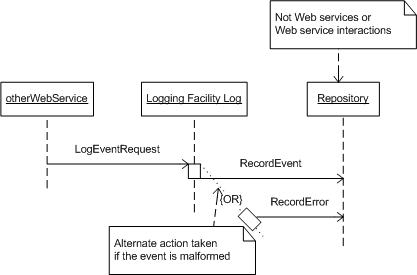 Not Web services or
Web service interactions
otherWebService
Logging Facility Log
Repository
LogEventRequest
RecordEvent
{OR}
RecordError
Alternate action taken
if the event is malformed